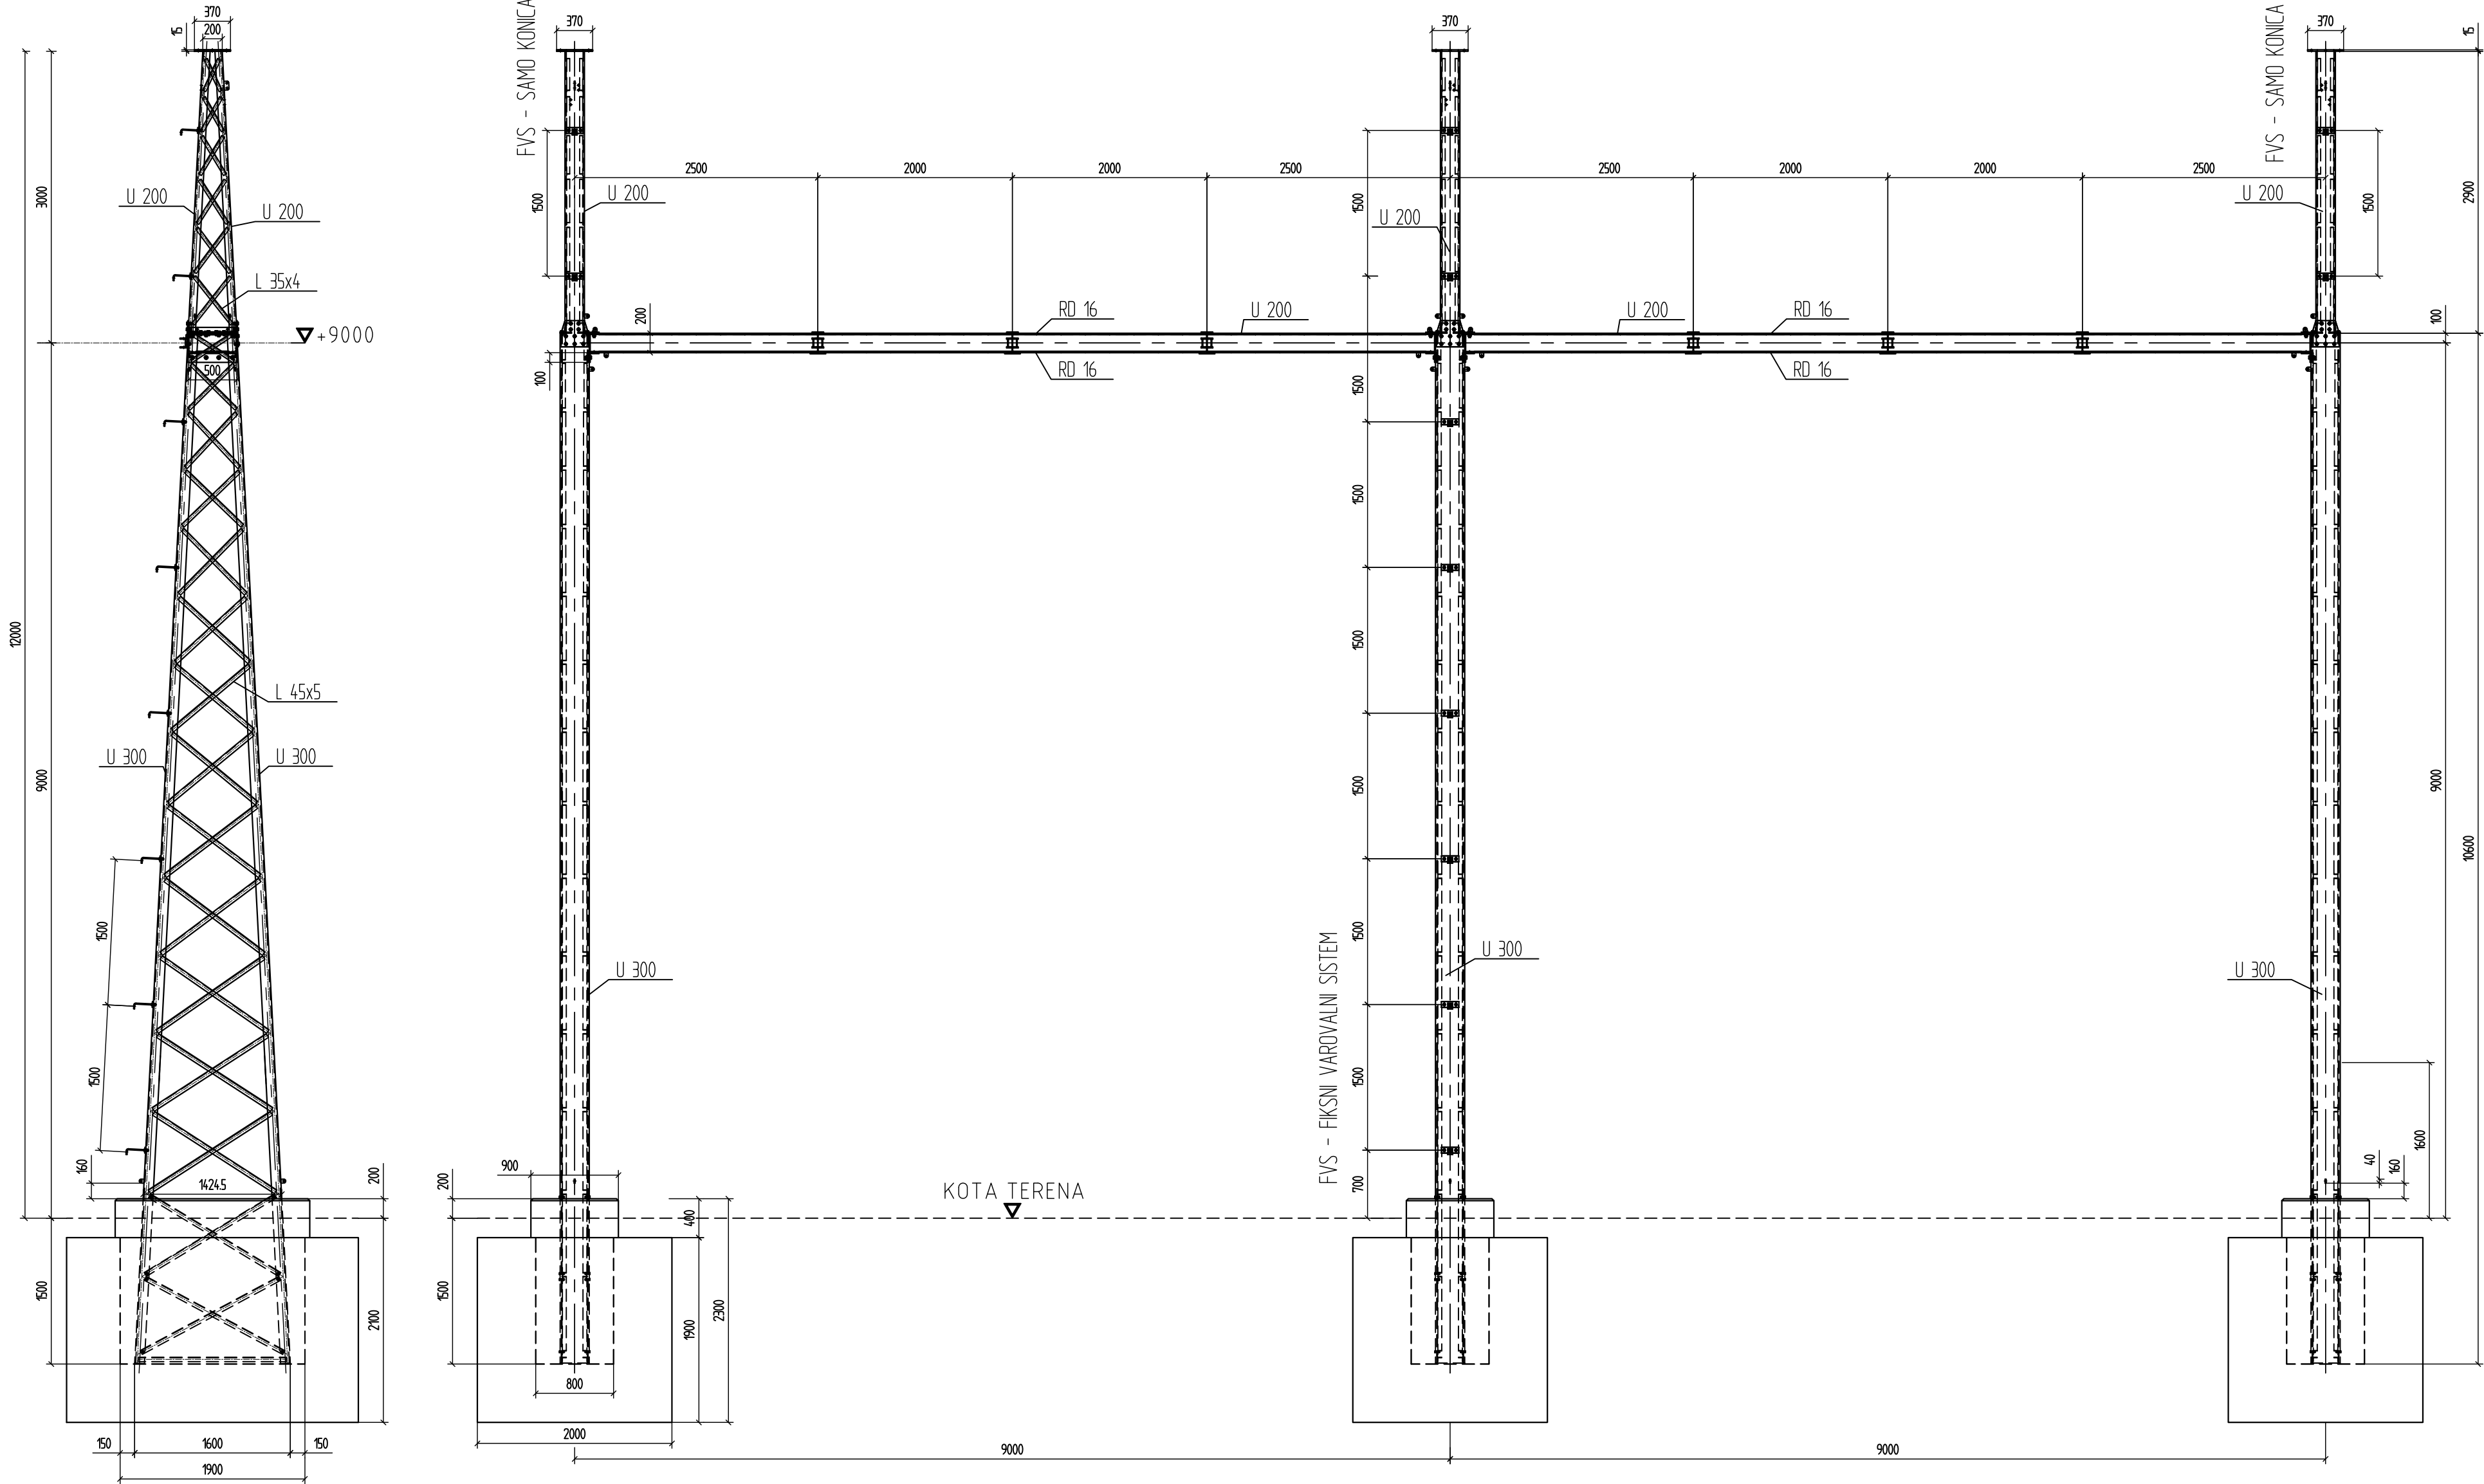 370
200
15
3000
U 200
U 200
L 35x4
+9000
500
12000
9000
L 45x5
U 300
U 300
1500
1500
160
1424.5
200
1500
2100
150
1600
150
1900
FVS - SAMO KONICA
370
1500
U 200
2500
2000
2000
2500
200
RD 16
U 200
RD 16
100
U 300
900
200
1500
400
1900
2300
800
2000
KOTA TERENA
370
1500
U 200
1500
1500
1500
1500
1500
1500
700
FVS - FIKSNI VAROVALNI SISTEM
U 300
2500
2000
2000
2500
U 200
RD 16
RD 16
FVS - SAMO KONICA
370
15
U 200
1500
2900
100
9000
10600
U 300
1600
40
160
9000
9000